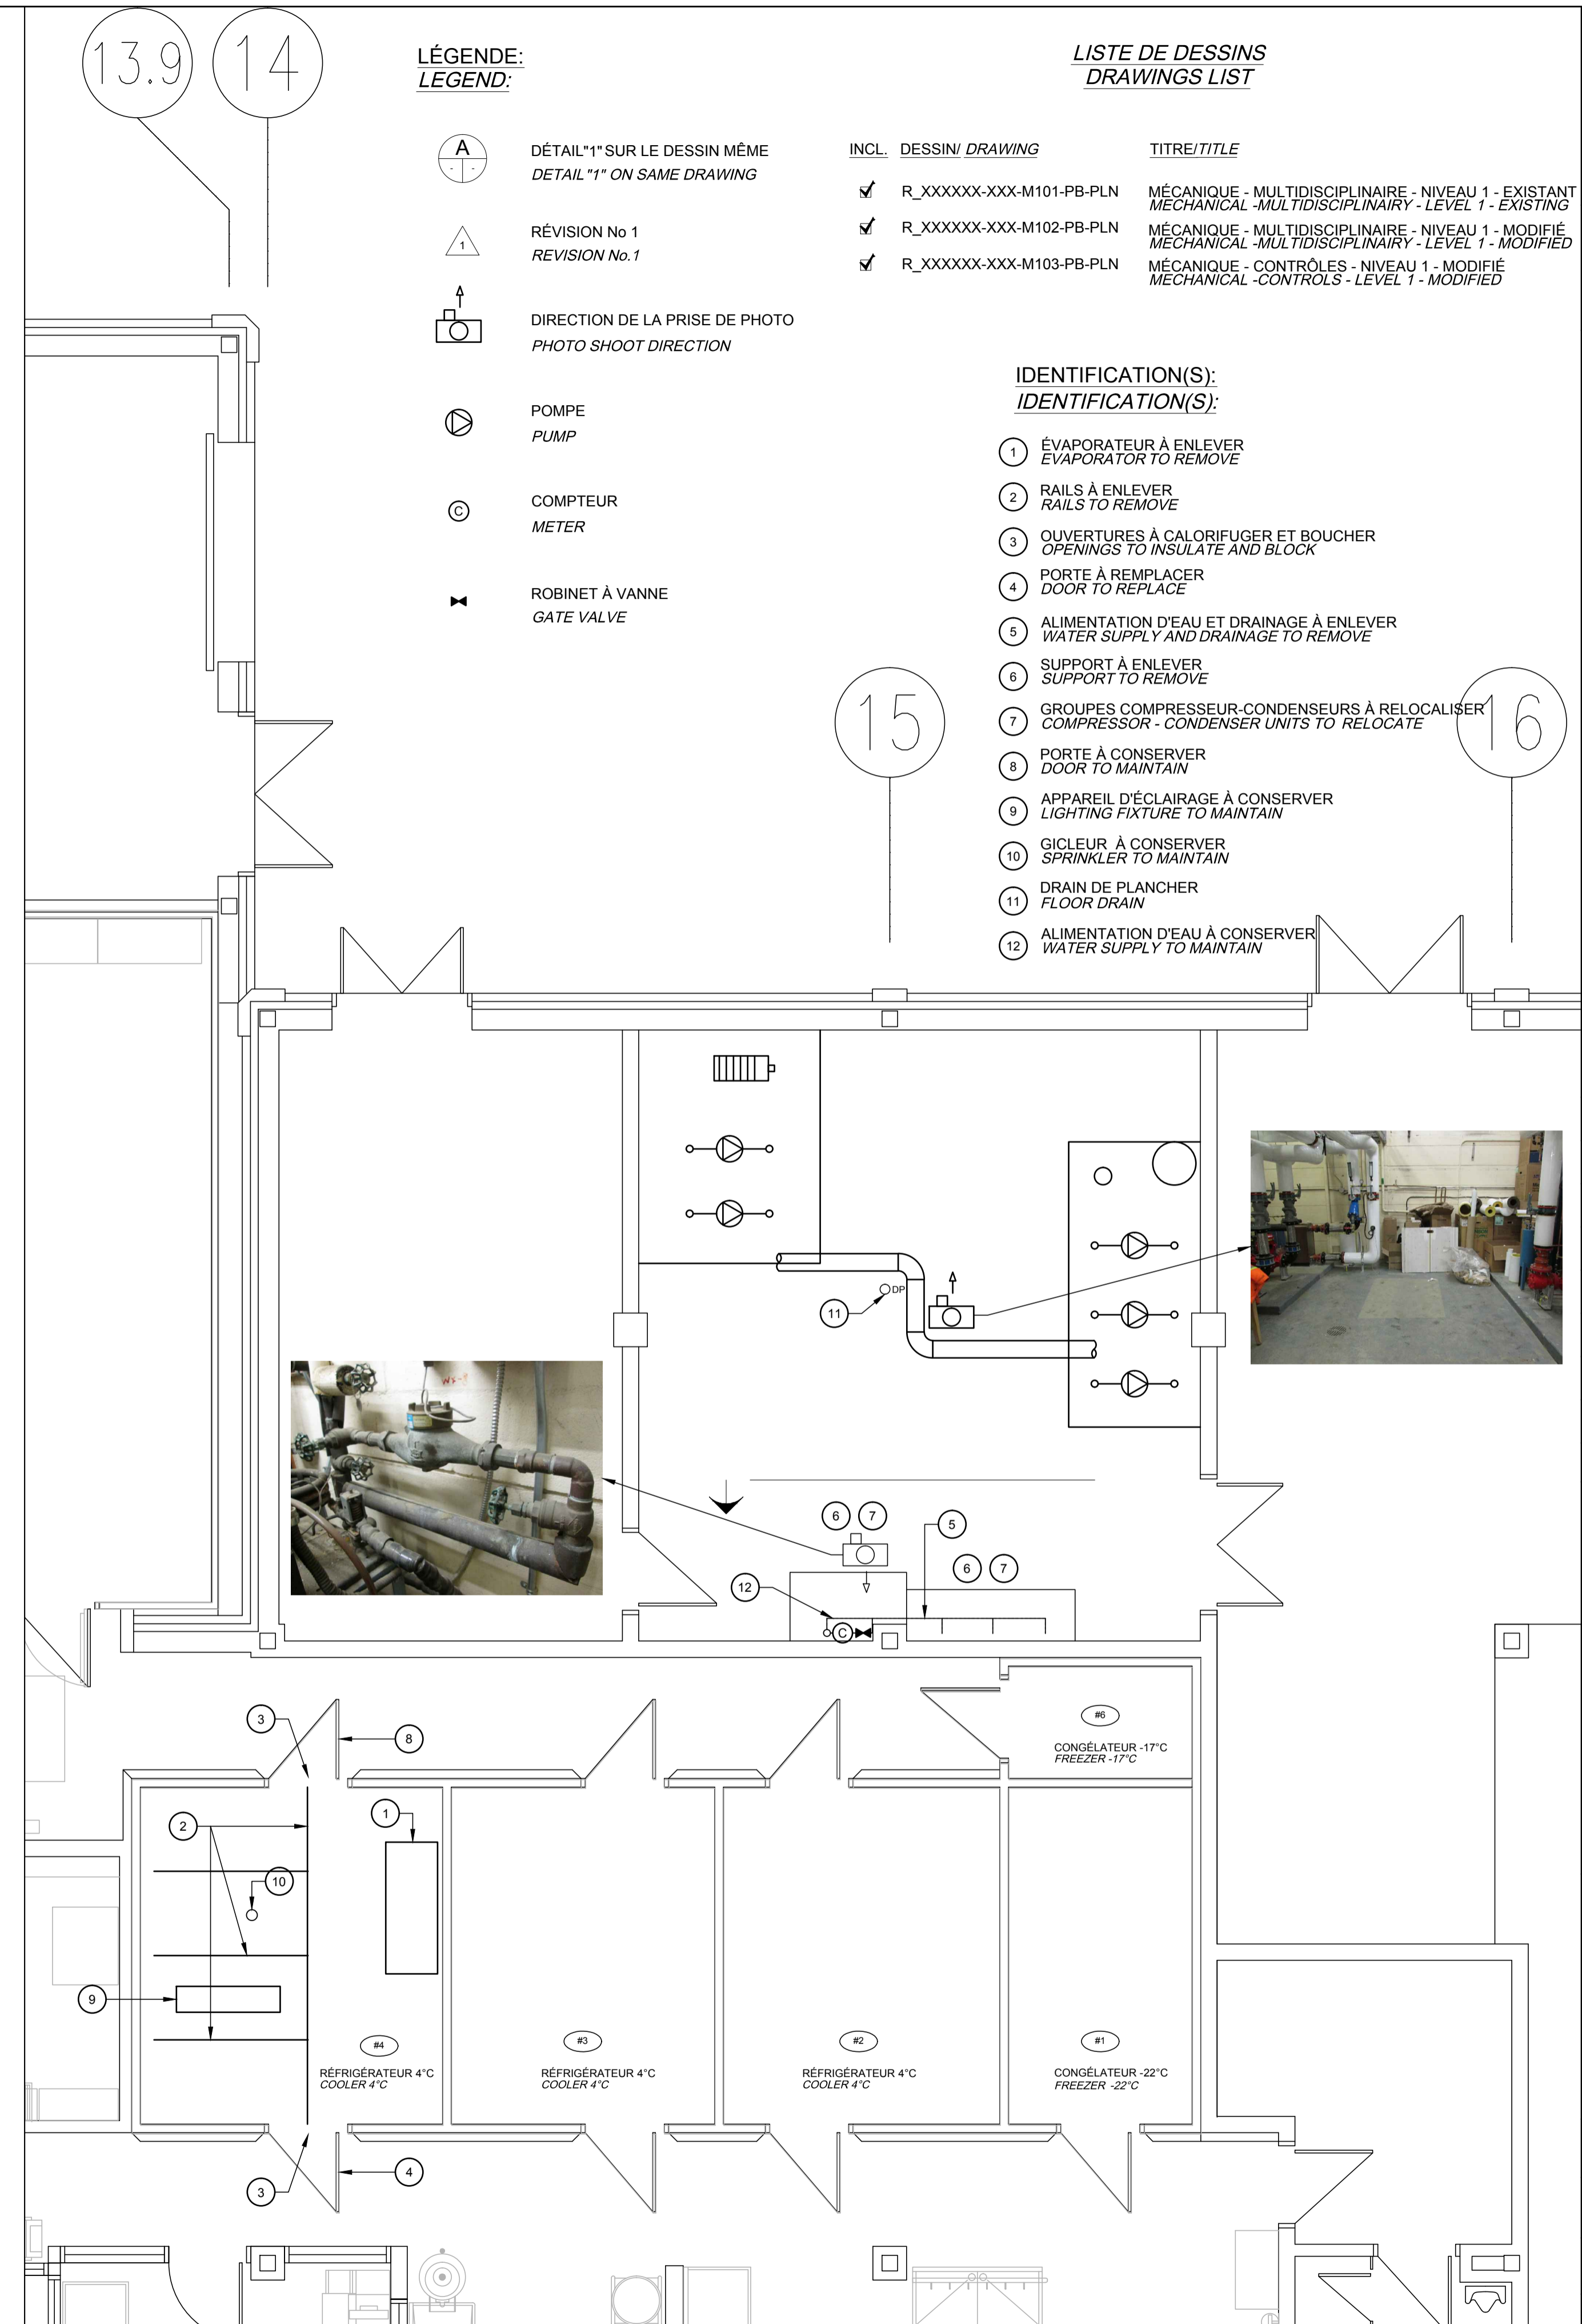 13.9
14
LÉGENDE:
LEGEND:
A
- -
DÉTAIL"1" SUR LE DESSIN MÊME
DETAIL "1" ON SAME DRAWING
1
RÉVISION No 1
REVISION No.1
DIRECTION DE LA PRISE DE PHOTO
PHOTO SHOOT DIRECTION
POMPE
PUMP
C
COMPTEUR
METER
ROBINET À VANNE
GATE VALVE
LISTE DE DESSINS
DRAWINGS LIST
INCL. DESSIN/ DRAWING TITRE/TITLE
R_XXXXXX-XXX-M101-PB-PLN MÉCANIQUE - MULTIDISCIPLINAIRE - NIVEAU 1 - EXISTANT
MECHANICAL -MULTIDISCIPLINAIRY - LEVEL 1 - EXISTING
R_XXXXXX-XXX-M102-PB-PLN MÉCANIQUE - MULTIDISCIPLINAIRE - NIVEAU 1 - MODIFIÉ
MECHANICAL -MULTIDISCIPLINAIRY - LEVEL 1 - MODIFIED
R_XXXXXX-XXX-M103-PB-PLN MÉCANIQUE - CONTRÔLES - NIVEAU 1 - MODIFIÉ
MECHANICAL -CONTROLS - LEVEL 1 - MODIFIED
IDENTIFICATION(S):
IDENTIFICATION(S):
1 ÉVAPORATEUR À ENLEVER
EVAPORATOR TO REMOVE
2 RAILS À ENLEVER
RAILS TO REMOVE
3 OUVERTURES À CALORIFUGER ET BOUCHER
OPENINGS TO INSULATE AND BLOCK
4 PORTE À REMPLACER
DOOR TO REPLACE
5 ALIMENTATION D'EAU ET DRAINAGE À ENLEVER
WATER SUPPLY AND DRAINAGE TO REMOVE
6 SUPPORT À ENLEVER
SUPPORT TO REMOVE
7 GROUPES COMPRESSEUR-CONDENSEURS À RELOCALISER
COMPRESSOR - CONDENSER UNITS TO RELOCATE
8 PORTE À CONSERVER
DOOR TO MAINTAIN
9 APPAREIL D'ÉCLAIRAGE À CONSERVER
LIGHTING FIXTURE TO MAINTAIN
10 GICLEUR À CONSERVER
SPRINKLER TO MAINTAIN
11 DRAIN DE PLANCHER
FLOOR DRAIN
12 ALIMENTATION D'EAU À CONSERVER
WATER SUPPLY TO MAINTAIN
15
16
DP
11
6 7
5
6 7
12
C
3
8
#6
CONGÉLATEUR -17°C
FREEZER -17°C
2
1
10
9
#4
RÉFRIGÉRATEUR 4°C
COOLER 4°C
#3
RÉFRIGÉRATEUR 4°C
COOLER 4°C
#2
RÉFRIGÉRATEUR 4°C
COOLER 4°C
#1
CONGÉLATEUR -22°C
FREEZER -22°C
3
4